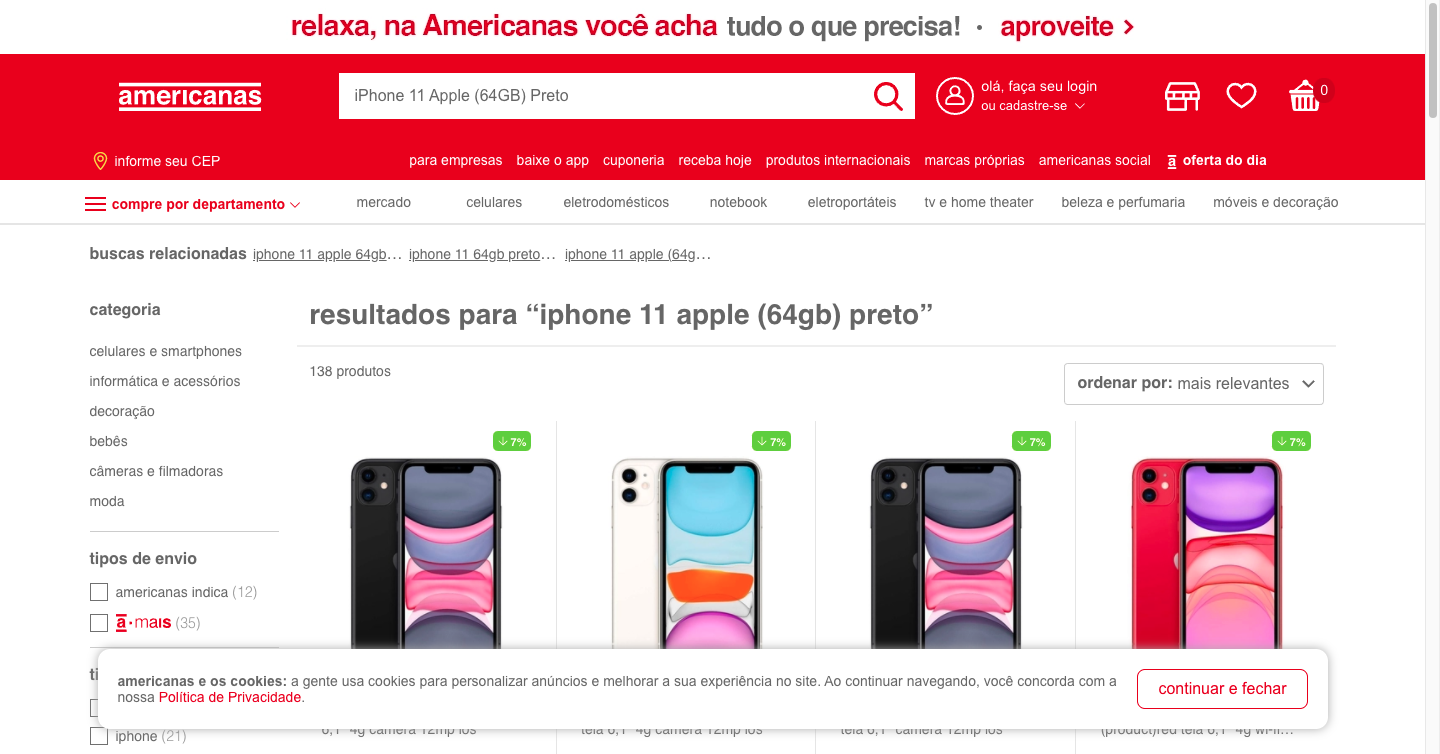 relaxa, na Americanas você acha tudo o que precisa! · aproveite >
americanas
iPhone 11 Apple (64GB) Preto
olá, faça seu login
ou cadastre-se
0
informe seu CEP
para empresas baixe o app cuponeria receba hoje produtos internacionais marcas próprias americanas social a oferta do dia
compre por departamento mercado celulares eletrodomésticos notebook eletroportáteis tv e home theater beleza e perfumaria móveis e decoração
buscas relacionadas iphone 11 apple 64gb… iphone 11 64gb preto… iphone 11 apple (64g…
categoria
celulares e smartphones
informática e acessórios
decoração
bebês
câmeras e filmadoras
moda
tipos de envio
americanas indica (12)
a·mais (35)
iphone (21)
resultados para “iphone 11 apple (64gb) preto”
138 produtos
ordenar por: mais relevantes
7% 7% 7% 7%
6,1" 4g câmera 12mp ios
tela 6,1" 4g câmera 12mp ios
tela 6,1" câmera 12mp ios
(product)red tela 6,1" 4g wi-fi…
americanas e os cookies: a gente usa cookies para personalizar anúncios e melhorar a sua experiência no site. Ao continuar navegando, você concorda com a
nossa Política de Privacidade.
continuar e fechar